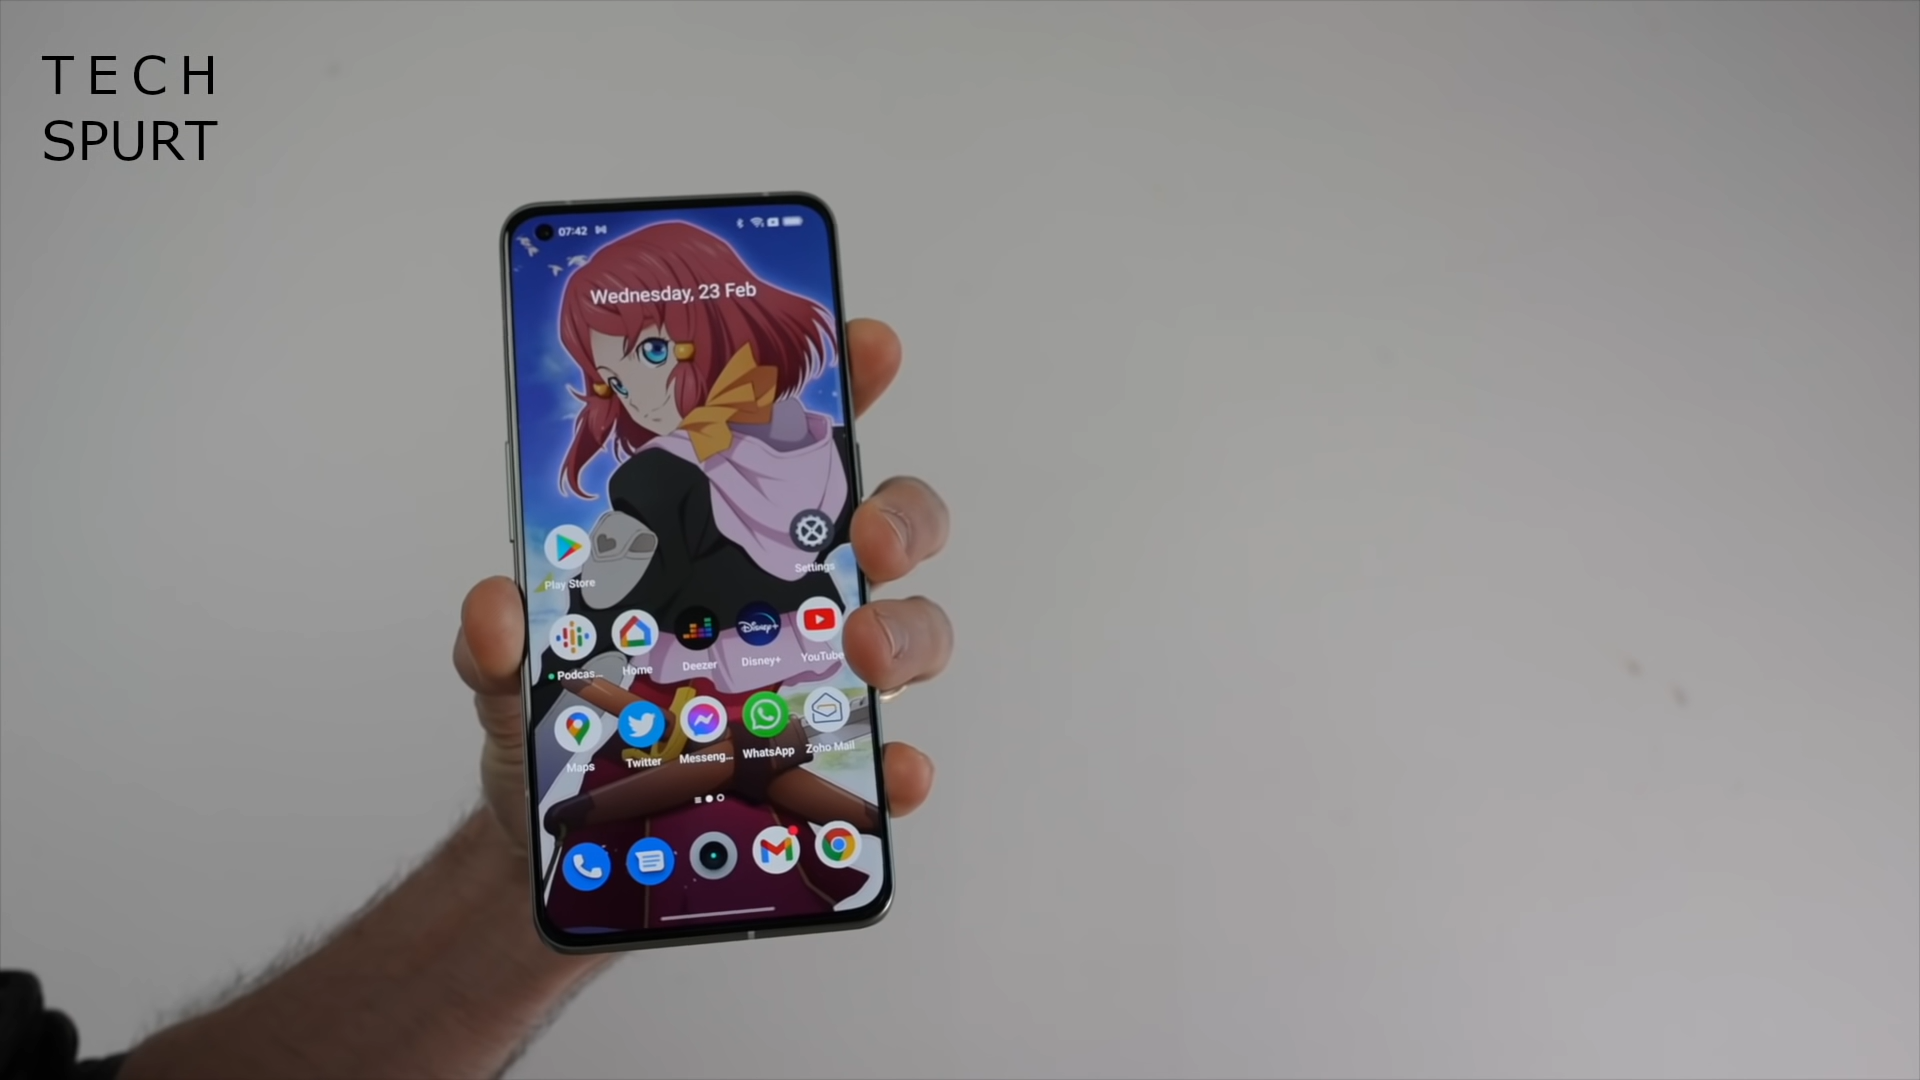 TECH
SPURT
07:42
Wednesday, 23 Feb
Play Store
Settings
Podcas...
Home
Deezer
Disney+
Disney+
YouTube
Maps
Twitter
Messeng...
WhatsApp
Zoho Mail